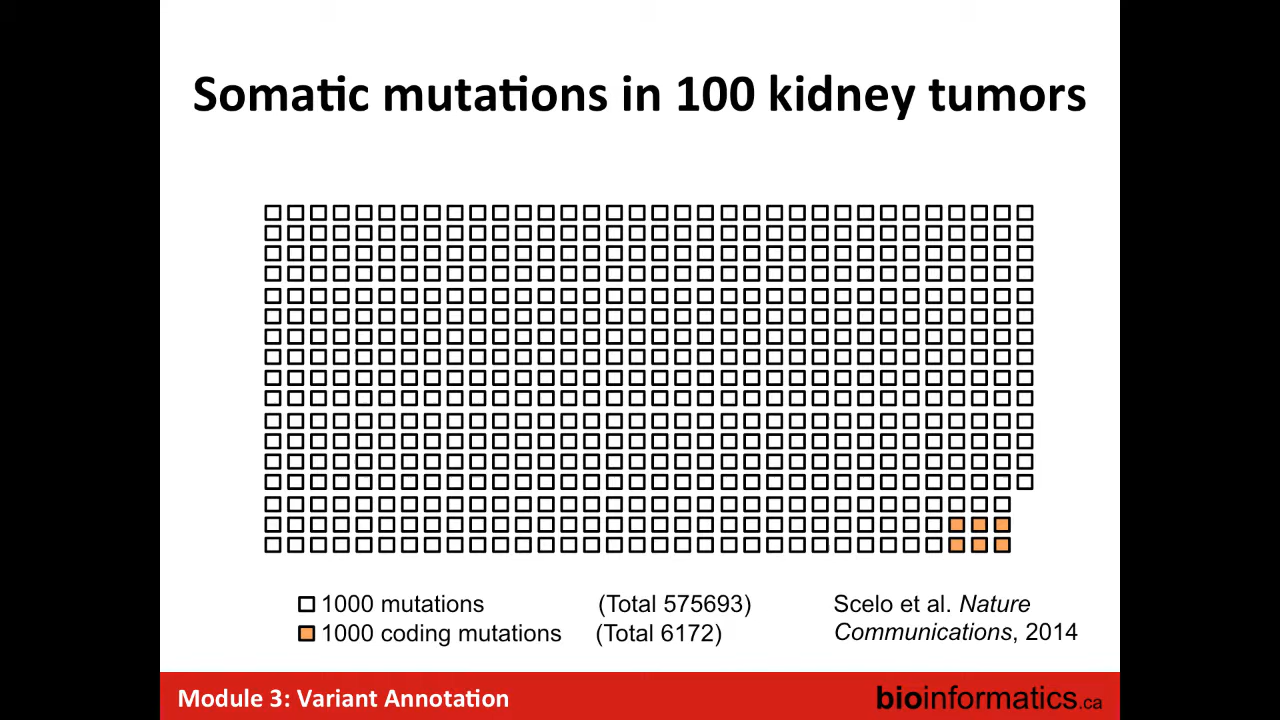 Somatic mutations in 100 kidney tumors
1000 mutations (Total 575693)
1000 coding mutations (Total 6172)
Scelo et al. Nature
Communications, 2014
Module 3: Variant Annotation
bioinformatics.ca